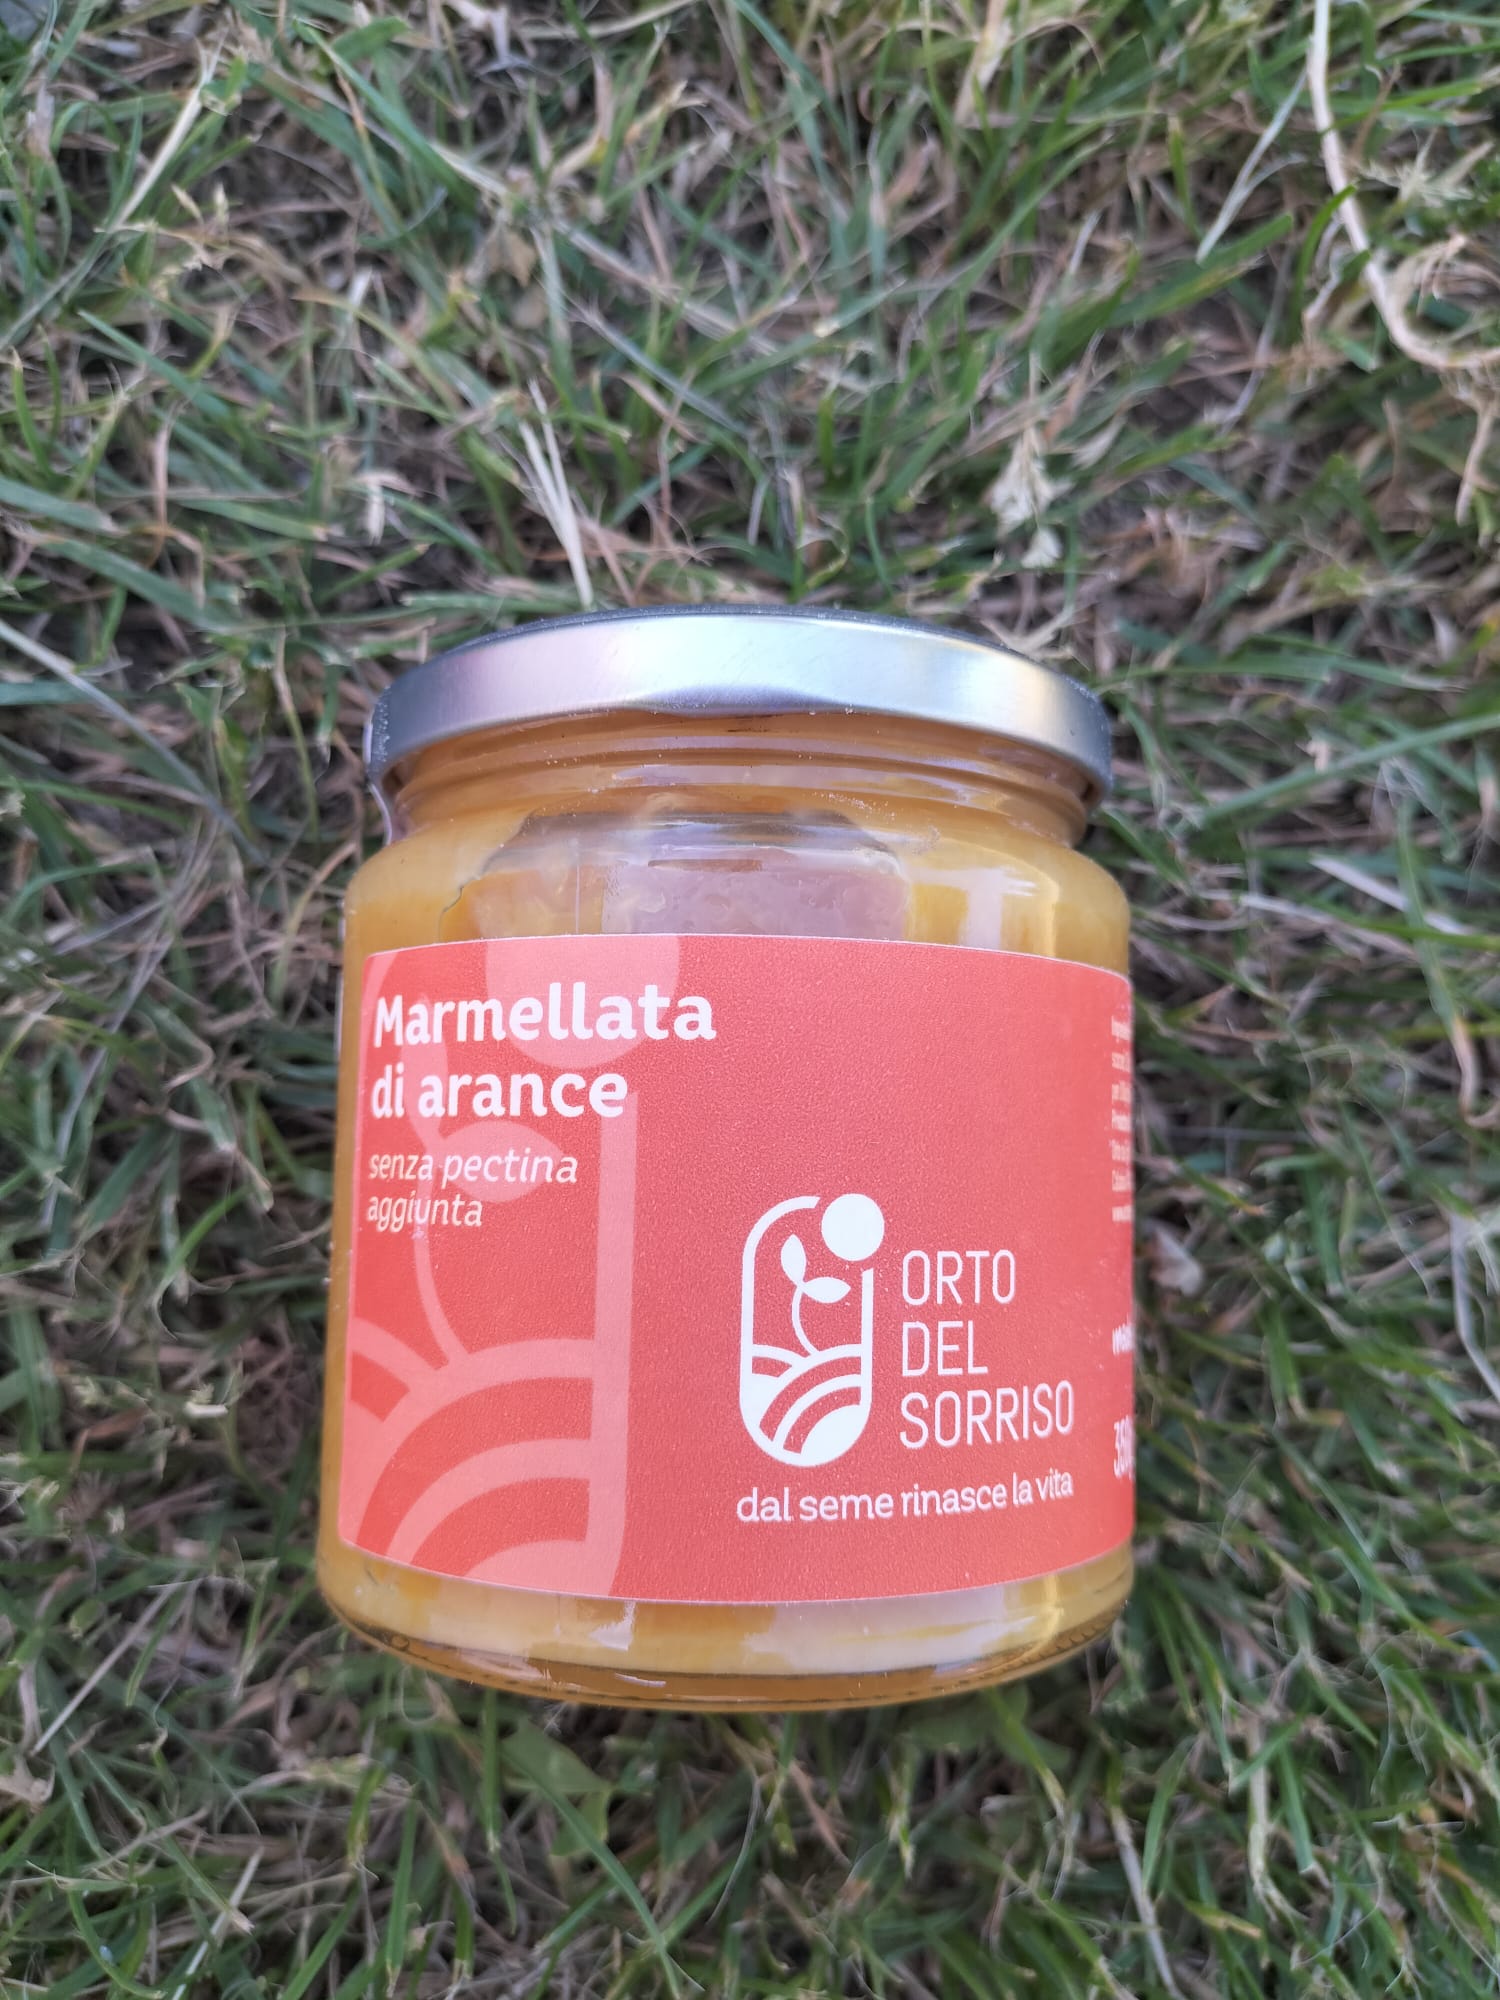 Marmellata
di arance
senza pectina
aggiunta
ORTO
DEL
SORRISO
dal seme rinasce la vita